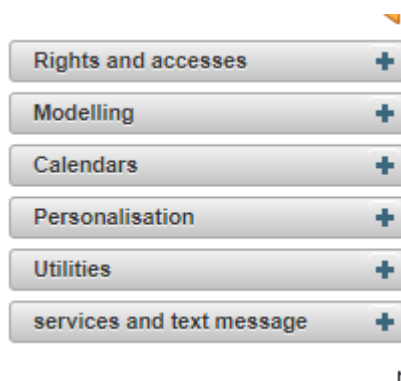 Rights and accesses
Modelling
Calendars
Personalisation
Utilities
services and text message